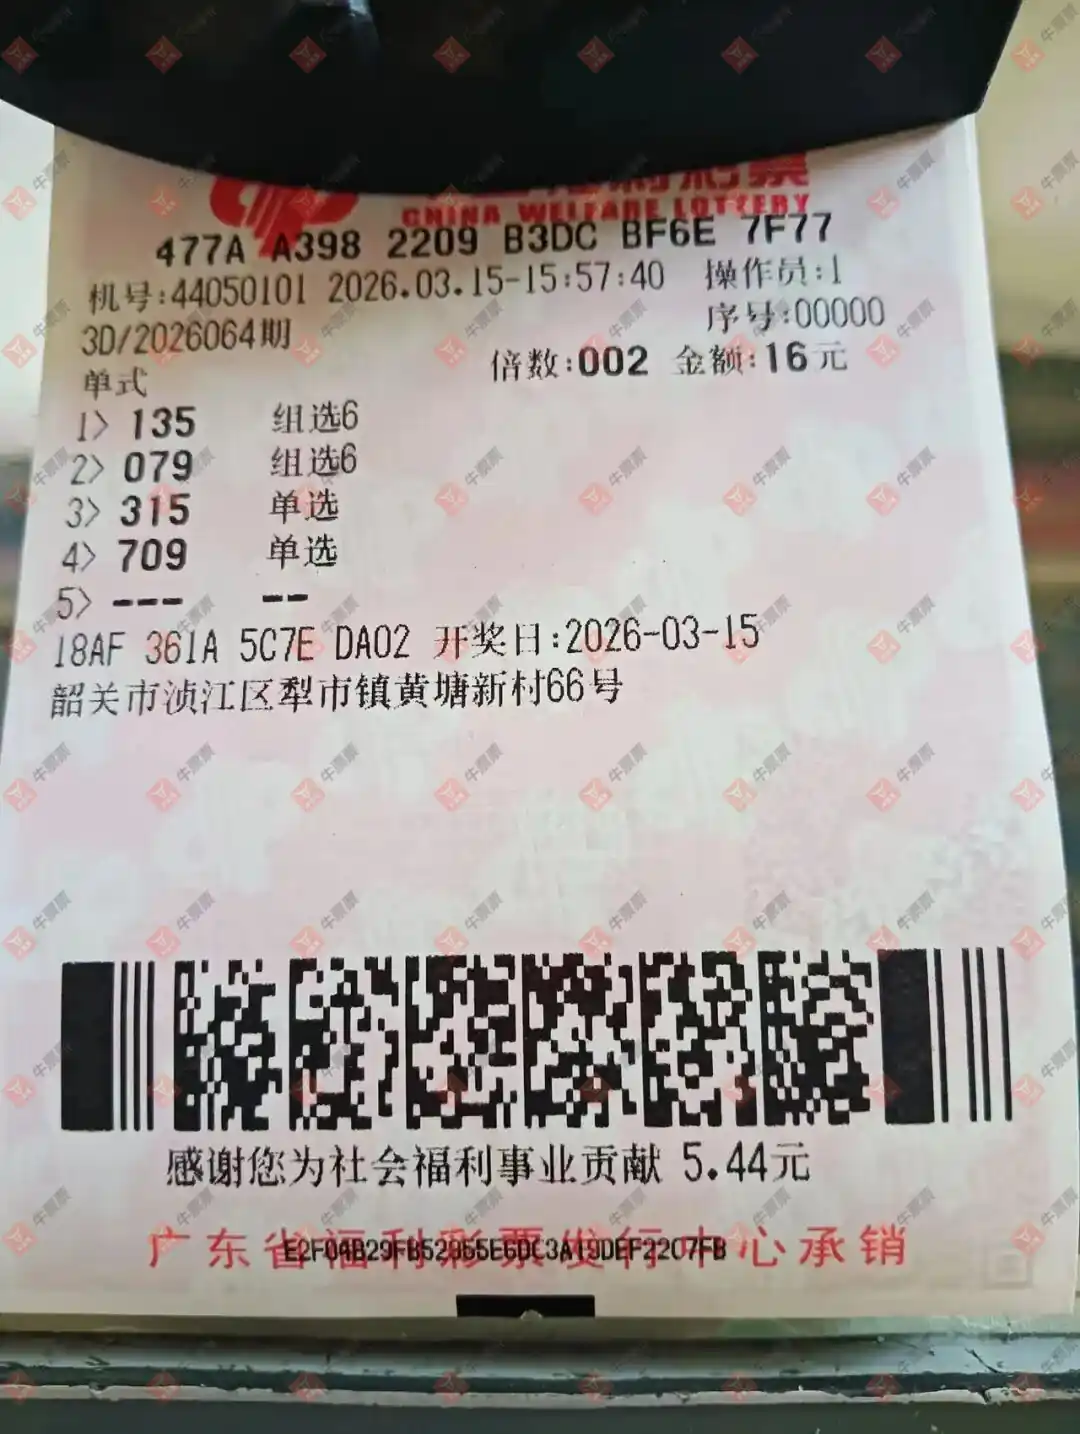 CHINA WELFARE LOTTERY
477A A398 2209 B3DC BF6E 7F77
机号:44050101 2026.03.15-15:57:40 操作员:1
3D/2026064期 序号:00000
单式 倍数:002 金额:16元
1> 135 组选6
2> 079 组选6
3> 315 单选
4> 709 单选
5> --- --
18AF 361A 5C7E DA02 开奖日:2026-03-15
韶关市浈江区犁市镇黄塘新村66号
感谢您为社会福利事业贡献 5.44元
广东省福利彩票发行中心承销
牛票票